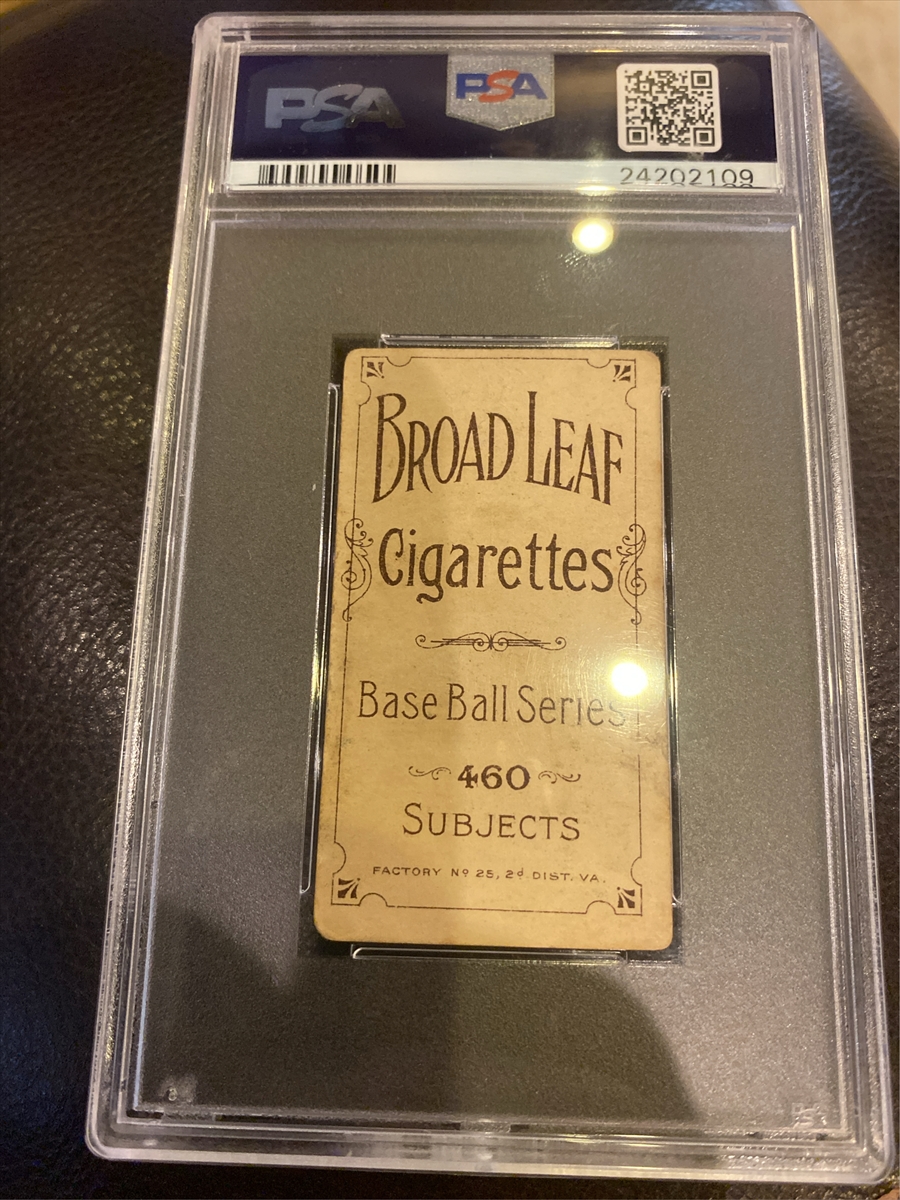 PSA PSA
24202109
BROAD LEAF
Cigarettes
Base Ball Series
460
SUBJECTS
FACTORY Nº 25, 2d DIST. VA.